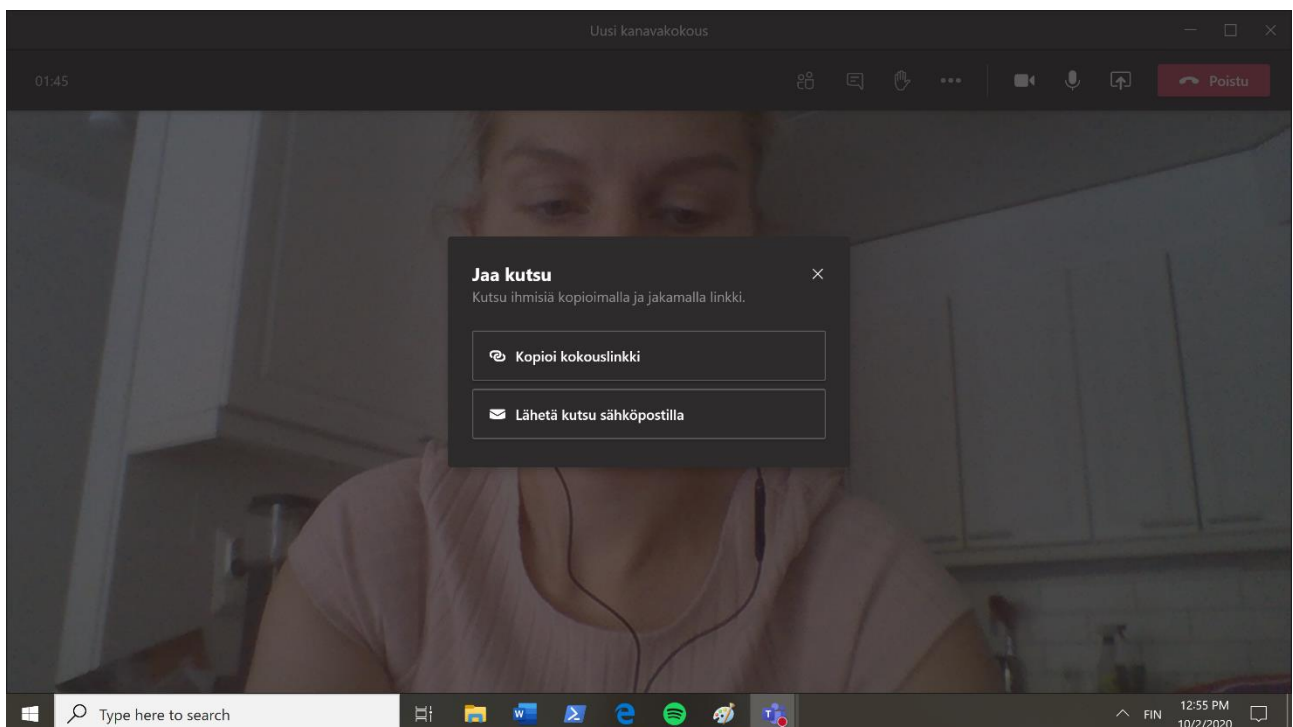 Uusi kanavakokous
01:45
Poistu
Jaa kutsu
Kutsu ihmisiä kopioimalla ja jakamalla linkki.
Kopioi kokouslinkki
Lähetä kutsu sähköpostilla
Type here to search
FIN
12:55 PM
10/2/2020